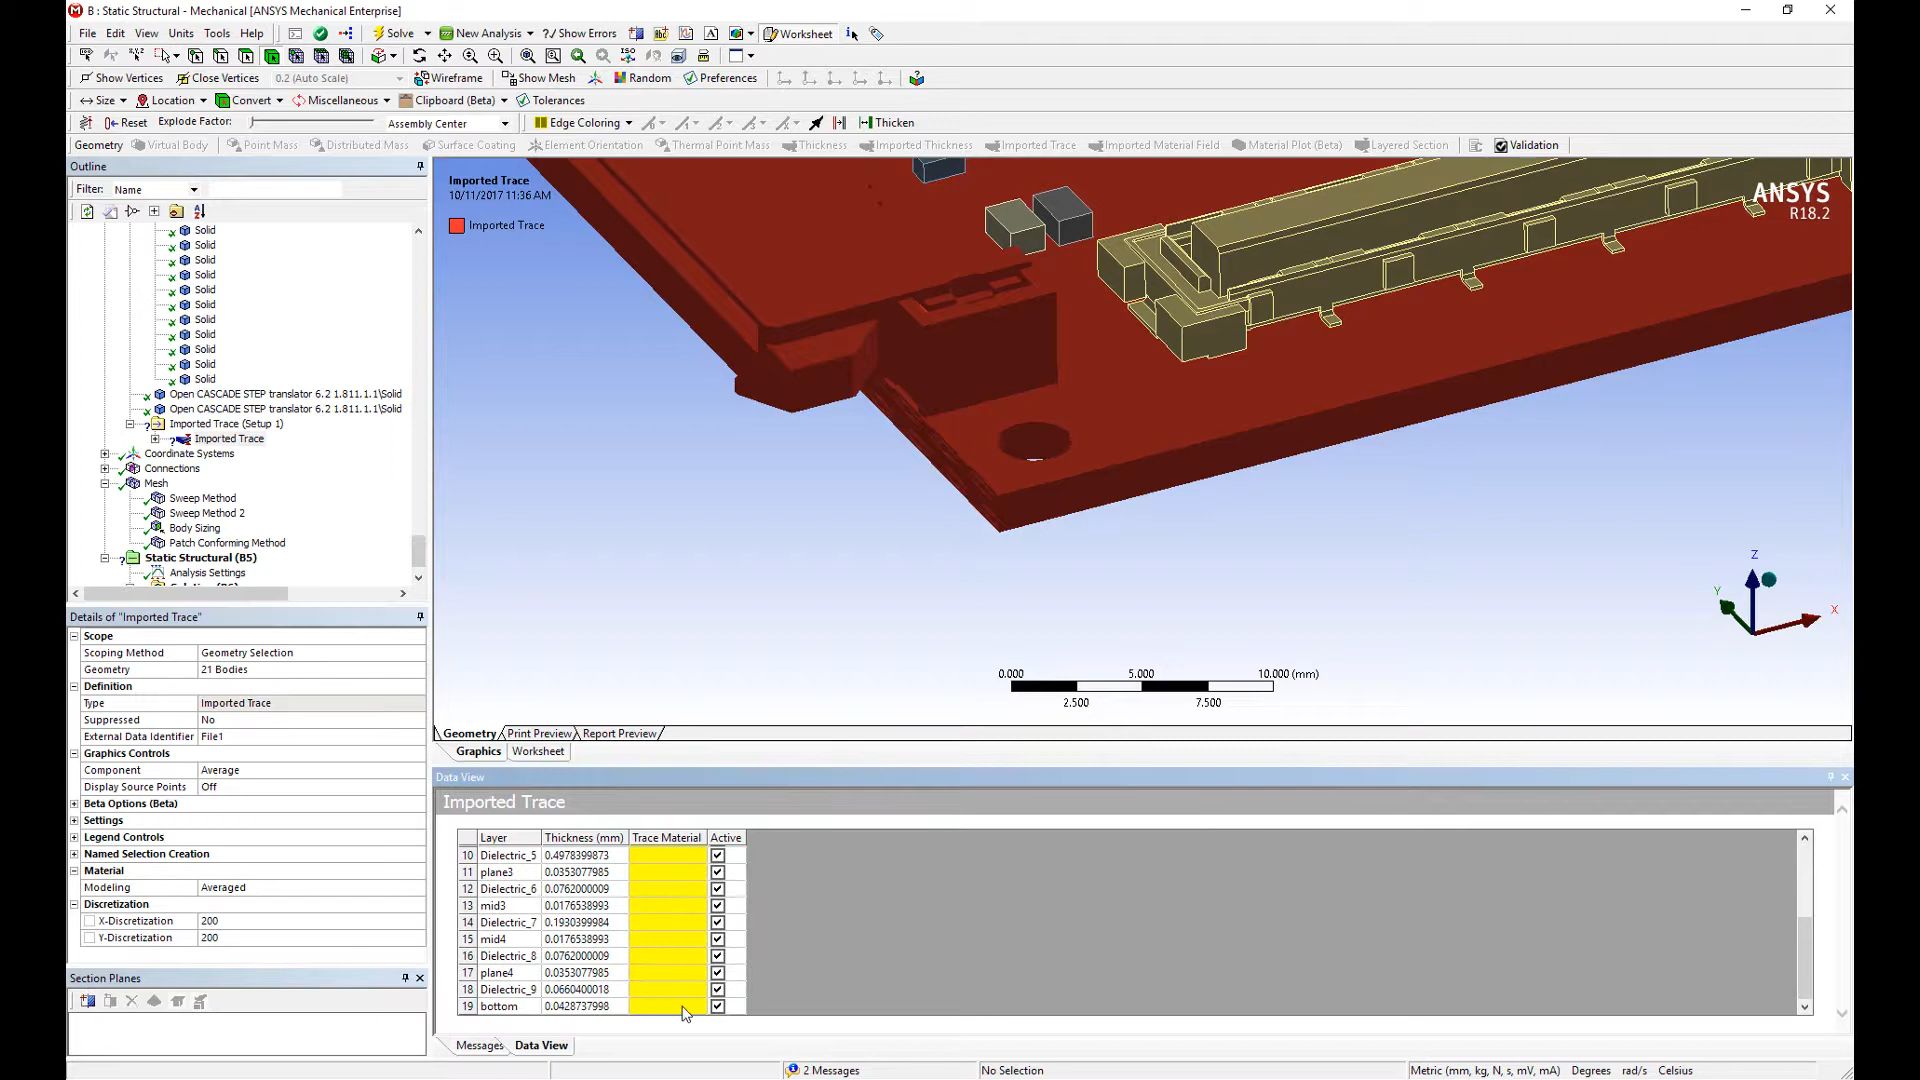 B : Static Structural - Mechanical [ANSYS Mechanical Enterprise]
File Edit View Units Tools Help Solve New Analysis ?/ Show Errors Worksheet
Show Vertices Close Vertices 0.2 (Auto Scale) Wireframe Show Mesh Random Preferences
Size Location Convert Miscellaneous Clipboard (Beta) Tolerances
Reset Explode Factor: Assembly Center Edge Coloring Thicken
Geometry Virtual Body Point Mass Distributed Mass Surface Coating Element Orientation Thermal Point Mass Thickness Imported Thickness Imported Trace Imported Material Field Material Plot (Beta) Layered Section Validation
Outline
Filter: Name
Solid
Solid
Solid
Solid
Solid
Solid
Solid
Solid
Solid
Solid
Solid
Open CASCADE STEP translator 6.2 1.811.1.1\Solid
Open CASCADE STEP translator 6.2 1.811.1.1\Solid
Imported Trace (Setup 1)
Imported Trace
Coordinate Systems
Connections
Mesh
Sweep Method
Sweep Method 2
Body Sizing
Patch Conforming Method
Static Structural (B5)
Analysis Settings
Details of "Imported Trace"
Scope
Scoping Method Geometry Selection
Geometry 21 Bodies
Definition
Type Imported Trace
Suppressed No
External Data Identifier File1
Graphics Controls
Component Average
Display Source Points Off
Beta Options (Beta)
Settings
Legend Controls
Named Selection Creation
Material
Modeling Averaged
Discretization
X-Discretization 200
Y-Discretization 200
Section Planes
Imported Trace
10/11/2017 11:36 AM
Imported Trace
ANSYS
R18.2
Z
Y
X
0.000 5.000 10.000 (mm)
2.500 7.500
Geometry Print Preview Report Preview
Graphics Worksheet
Data View
Imported Trace
Layer Thickness (mm) Trace Material Active
10 Dielectric_5 0.4978399873
11 plane3 0.0353077985
12 Dielectric_6 0.0762000009
13 mid3 0.0176538993
14 Dielectric_7 0.1930399984
15 mid4 0.0176538993
16 Dielectric_8 0.0762000009
17 plane4 0.0353077985
18 Dielectric_9 0.0660400018
19 bottom 0.0428737998
Messages Data View
2 Messages No Selection Metric (mm, kg, N, s, mV, mA) Degrees rad/s Celsius